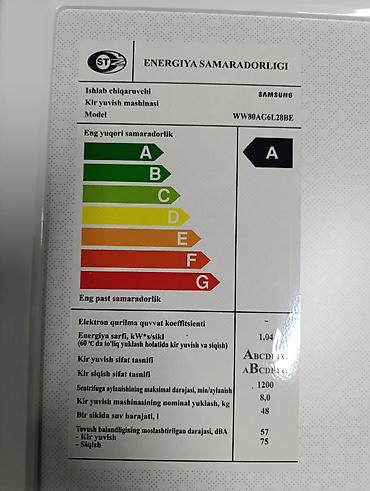 ST
ENERGIYA SAMARADORLIGI
Ishlab chiqaruvchi SAMSUNG
Kir yuvish mashinasi
Model WW80AG6L28BE
Eng yuqori samaradorlik
A A
B
C
D
E
F
G
Eng past samaradorlik
Elektron qurilma quvvat koeffitsienti -
Energiya sarfi, kW*s/sikl 1,04
(60 °C da to'liq yuklash holatida kir yuvish va siqish)
Kir yuvish sifat tasnifi ABCDEFG
Kir siqish sifat tasnifi ABCDEFG
Sentrifuga aylanishining maksimal darajasi, min/aylanish 1200
Kir yuvish mashinasining nominal yuklash, kg 8,0
Bir siklda suv harajati, l 48
Tovush balandligining moslashtirilgan darajasi, dBA
- Kir yuvish 57
- Siqish 75